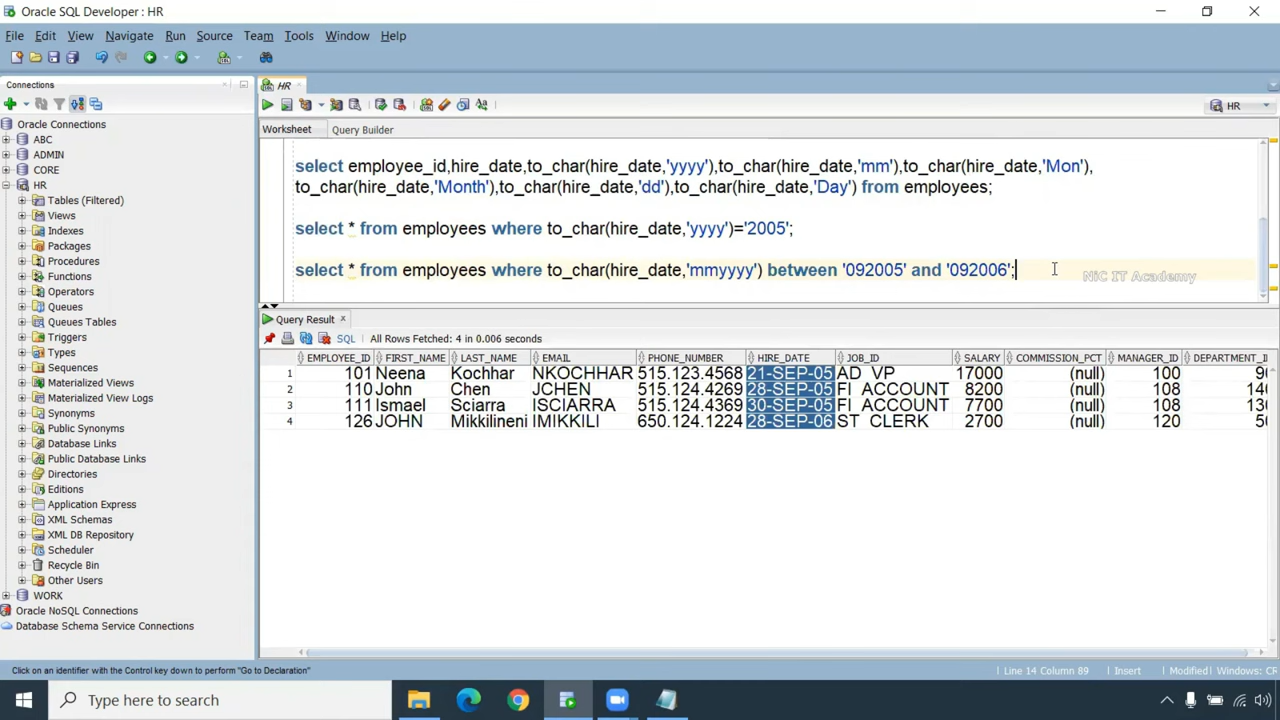 Oracle SQL Developer: HR
File Edit View Navigate Run Source Team Tools Window Help
Connections
Oracle Connections
ABC
ADMIN
CORE
HR
Tables (Filtered)
Views
Indexes
Packages
Procedures
Functions
Operators
Queues
Queues Tables
Triggers
Types
Sequences
Materialized Views
Materialized View Logs
Synonyms
Public Synonyms
Database Links
Public Database Links
Directories
Editions
Application Express
XML Schemas
XML DB Repository
Scheduler
Recycle Bin
Other Users
WORK
Oracle NoSQL Connections
Database Schema Service Connections
HR
HR
Worksheet Query Builder
select employee_id,hire_date,to_char(hire_date,'yyyy'),to_char(hire_date,'mm'),to_char(hire_date,'Mon'),
to_char(hire_date,'Month'),to_char(hire_date,'dd'),to_char(hire_date,'Day') from employees;
select * from employees where to_char(hire_date,'yyyy')='2005';
select * from employees where to_char(hire_date,'mmyyyy') between '092005' and '092006';
NiC IT Academy
Query Result
SQL All Rows Fetched: 4 in 0.006 seconds
EMPLOYEE_ID FIRST_NAME LAST_NAME EMAIL PHONE_NUMBER HIRE_DATE JOB_ID SALARY COMMISSION_PCT MANAGER_ID DEPARTMENT_I
1 101 Neena Kochhar NKOCHHAR 515.123.4568 21-SEP-05 AD_VP 17000 (null) 100 90
2 110 John Chen JCHEN 515.124.4269 28-SEP-05 FI_ACCOUNT 8200 (null) 108 140
3 111 Ismael Sciarra ISCIARRA 515.124.4369 30-SEP-05 FI_ACCOUNT 7700 (null) 108 130
4 126 JOHN Mikkilineni IMIKKILI 650.124.1224 28-SEP-06 ST_CLERK 2700 (null) 120 50
Click on an identifier with the Control key down to perform "Go to Declaration"
Line 14 Column 89 Insert Modified Windows: CR
Type here to search